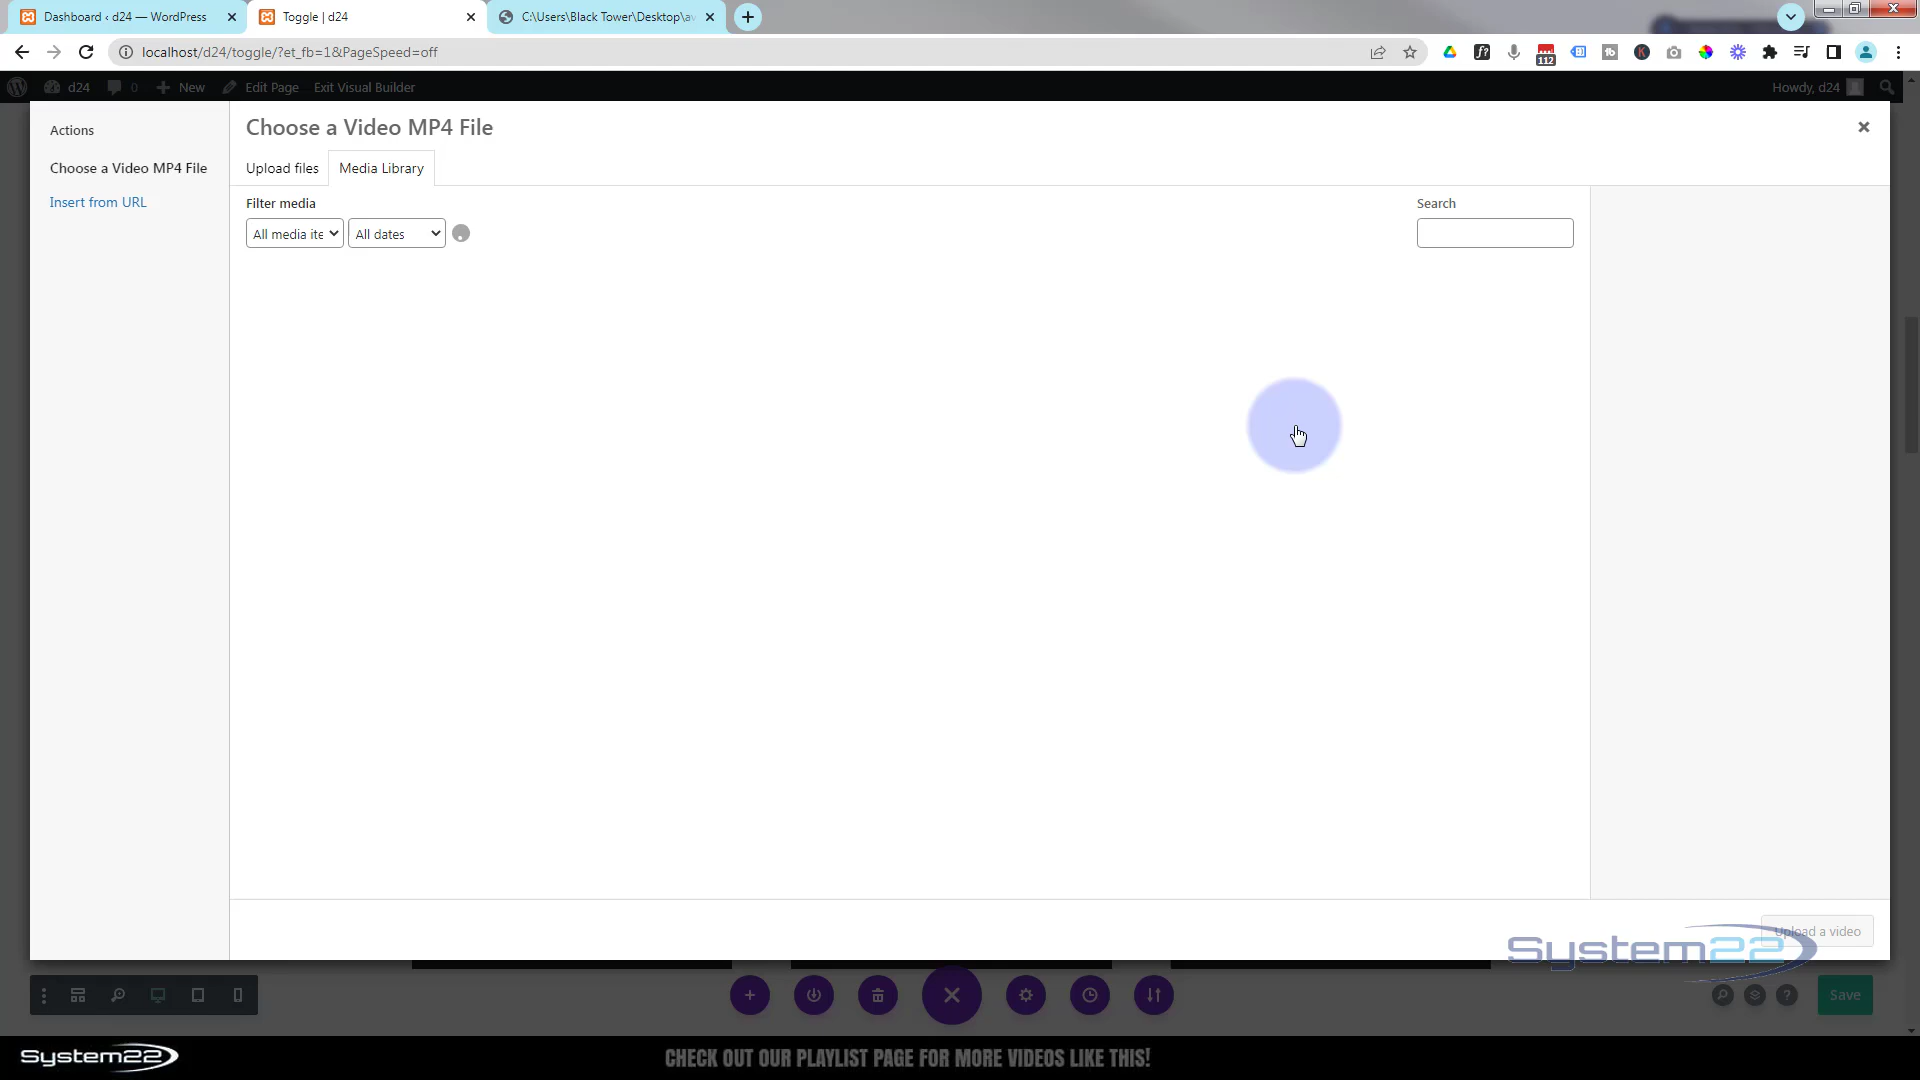 Dashboard ‹ d24 — WordPress
Toggle | d24
C:\Users\Black Tower\Desktop\av
localhost/d24/toggle/?et_fb=1&PageSpeed=off
112
d24
0
New
Edit Page
Exit Visual Builder
Howdy, d24
Actions
Choose a Video MP4 File
Insert from URL
Choose a Video MP4 File
Upload files
Media Library
Filter media
Search
All media ite
All dates
Upload a video
System22
Save
System22
CHECK OUT OUR PLAYLIST PAGE FOR MORE VIDEOS LIKE THIS!